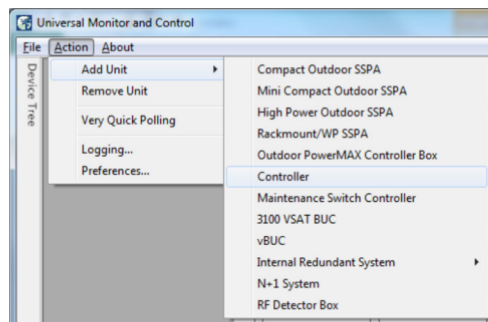 Universal Monitor and Control
File Action About
Device Tree
Add Unit
Remove Unit
Very Quick Polling
Logging...
Preferences...
Compact Outdoor SSPA
Mini Compact Outdoor SSPA
High Power Outdoor SSPA
Rackmount/WP SSPA
Outdoor PowerMAX Controller Box
Controller
Maintenance Switch Controller
3100 VSAT BUC
vBUC
Internal Redundant System
N+1 System
RF Detector Box